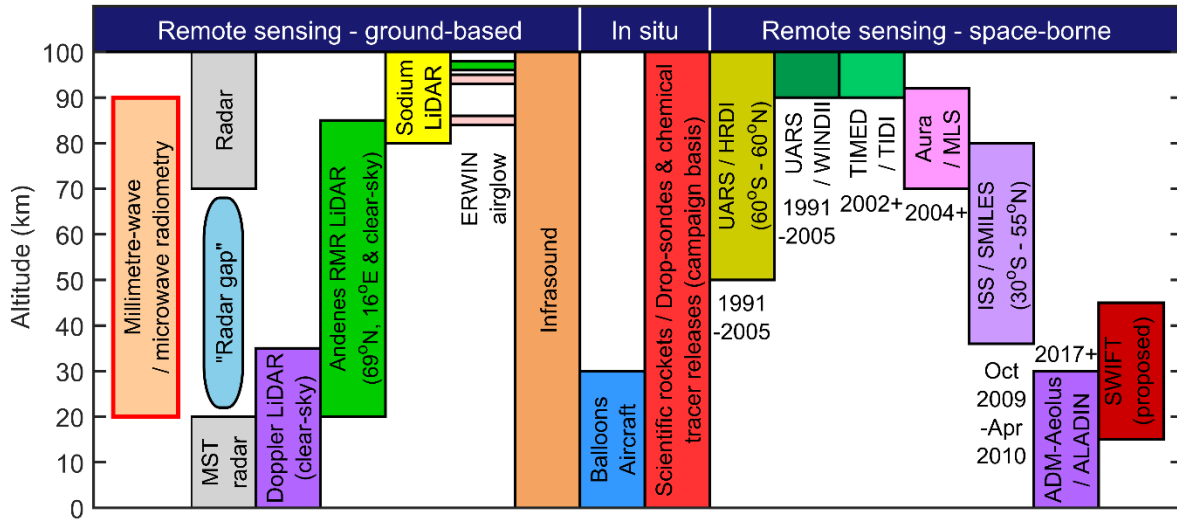 Remote sensing - ground-based
In situ
Remote sensing - space-borne
Altitude (km)
100
90
80
70
60
50
40
30
20
10
0
Millimetre-wave
/ microwave radiometry
Radar
"Radar gap"
MST
radar
Doppler LiDAR
(clear-sky)
Andenes RMR LiDAR
(69°N, 16°E & clear-sky)
Sodium
LiDAR
ERWIN
airglow
Infrasound
Balloons
Aircraft
Scientific rockets / Drop-sondes & chemical
tracer releases (campaign basis)
UARS / HRDI
(60°S - 60°N)
1991
-2005
UARS
/ WINDII
1991
-2005
TIMED
/ TIDI
2002+
Aura
/ MLS
2004+
ISS / SMILES
(30°S - 55°N)
Oct
2009
-Apr
2010
2017+
ADM-Aeolus
/ ALADIN
SWIFT
(proposed)